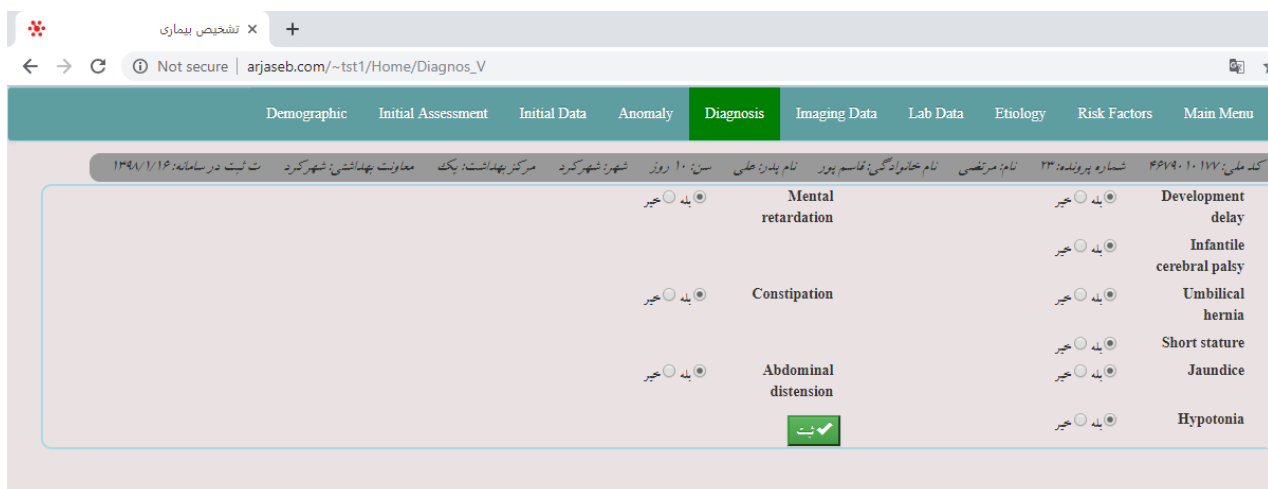 تشخیص بیماری
Not secure | arjaseb.com/~tst1/Home/Diagnos_V
Demographic Initial Assessment Initial Data Anomaly Diagnosis Imaging Data Lab Data Etiology Risk Factors Main Menu
کد ملی: ۴۶۷۹۰۱۰۱۷۷ شماره پرونده: ۲۳ نام: مرتضی نام خانوادگی: قاسم پور نام پدر: علی سن: ۱۰ روز شهر: شهرکرد مرکز بهداشت: یک معاونت بهداشتی: شهرکرد ت ثبت در سامانه: ۱۳۹۸/۱/۱۶
Development delay بله خیر Mental retardation بله خیر
Infantile cerebral palsy بله خیر
Umbilical hernia بله خیر Constipation بله خیر
Short stature بله خیر
Jaundice بله خیر Abdominal distension بله خیر
Hypotonia بله خیر ثبت